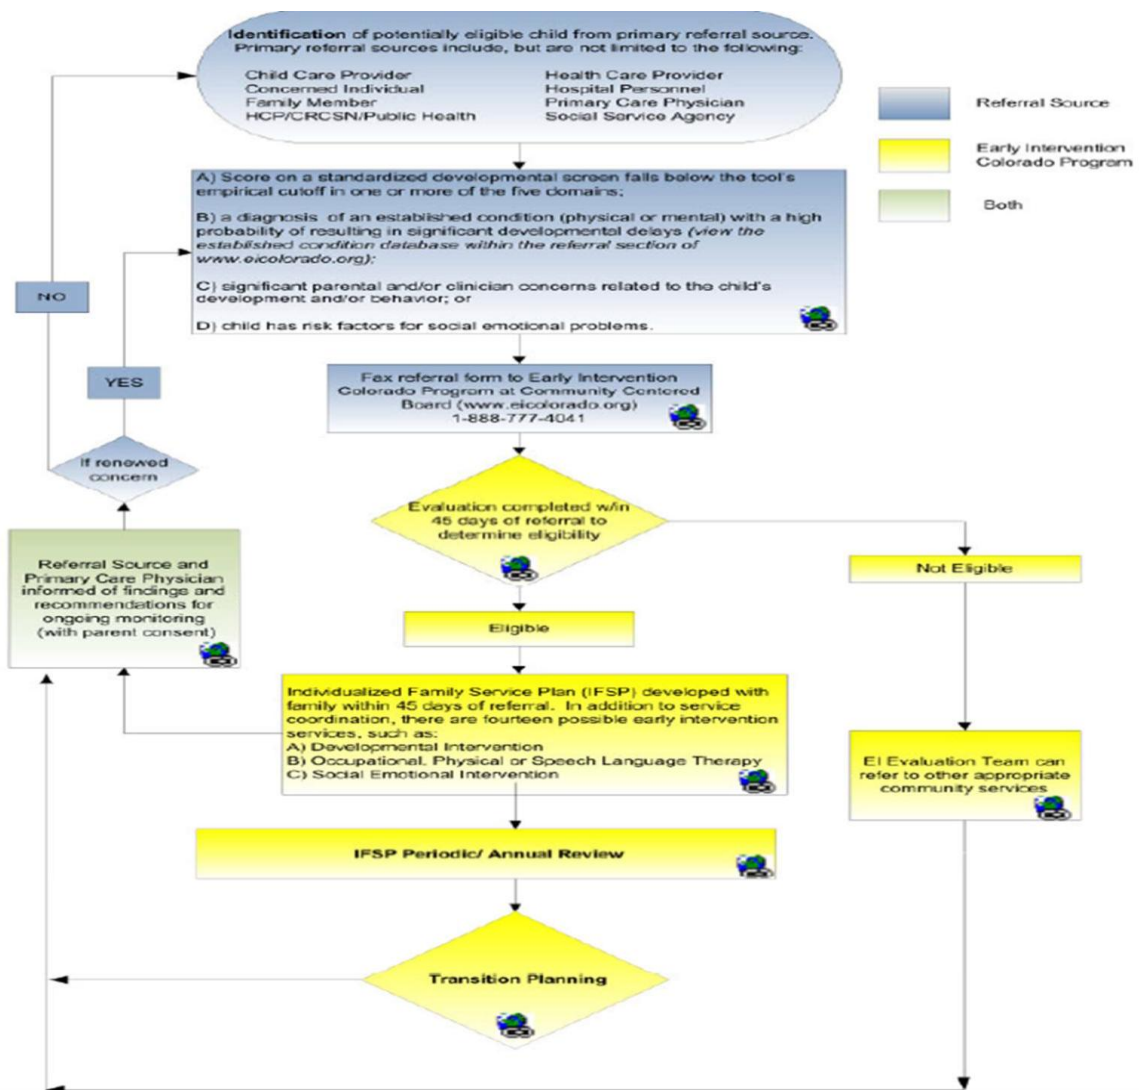 Identification of potentially eligible child from primary referral source.
Primary referral sources include, but are not limited to the following:
Child Care Provider
Concerned Individual
Family Member
HCP/CRCSN/Public Health
Health Care Provider
Hospital Personnel
Primary Care Physician
Social Service Agency
Referral Source
Early Intervention
Colorado Program
Both
A) Score on a standardized developmental screen falls below the tool's
empirical cutoff in one or more of the five domains;
B) a diagnosis of an established condition (physical or mental) with a high
probability of resulting in significant developmental delays (view the
established condition database within the referral section of
www.eicolorado.org);
C) significant parental and/or clinician concerns related to the child's
development and/or behavior; or
D) child has risk factors for social emotional problems.
NO
YES
Fax referral form to Early Intervention
Colorado Program at Community Centered
Board (www.eicolorado.org)
1-888-777-4041
If renewed
concern
Evaluation completed w/in
45 days of referral to
determine eligibility
Referral Source and
Primary Care Physician
informed of findings and
recommendations for
ongoing monitoring
(with parent consent)
Not Eligible
Eligible
Individualized Family Service Plan (IFSP) developed with
family within 45 days of referral. In addition to service
coordination, there are fourteen possible early intervention
services, such as:
A) Developmental Intervention
B) Occupational, Physical or Speech Language Therapy
C) Social Emotional Intervention
EI Evaluation Team can
refer to other appropriate
community services
IFSP Periodic/ Annual Review
Transition Planning